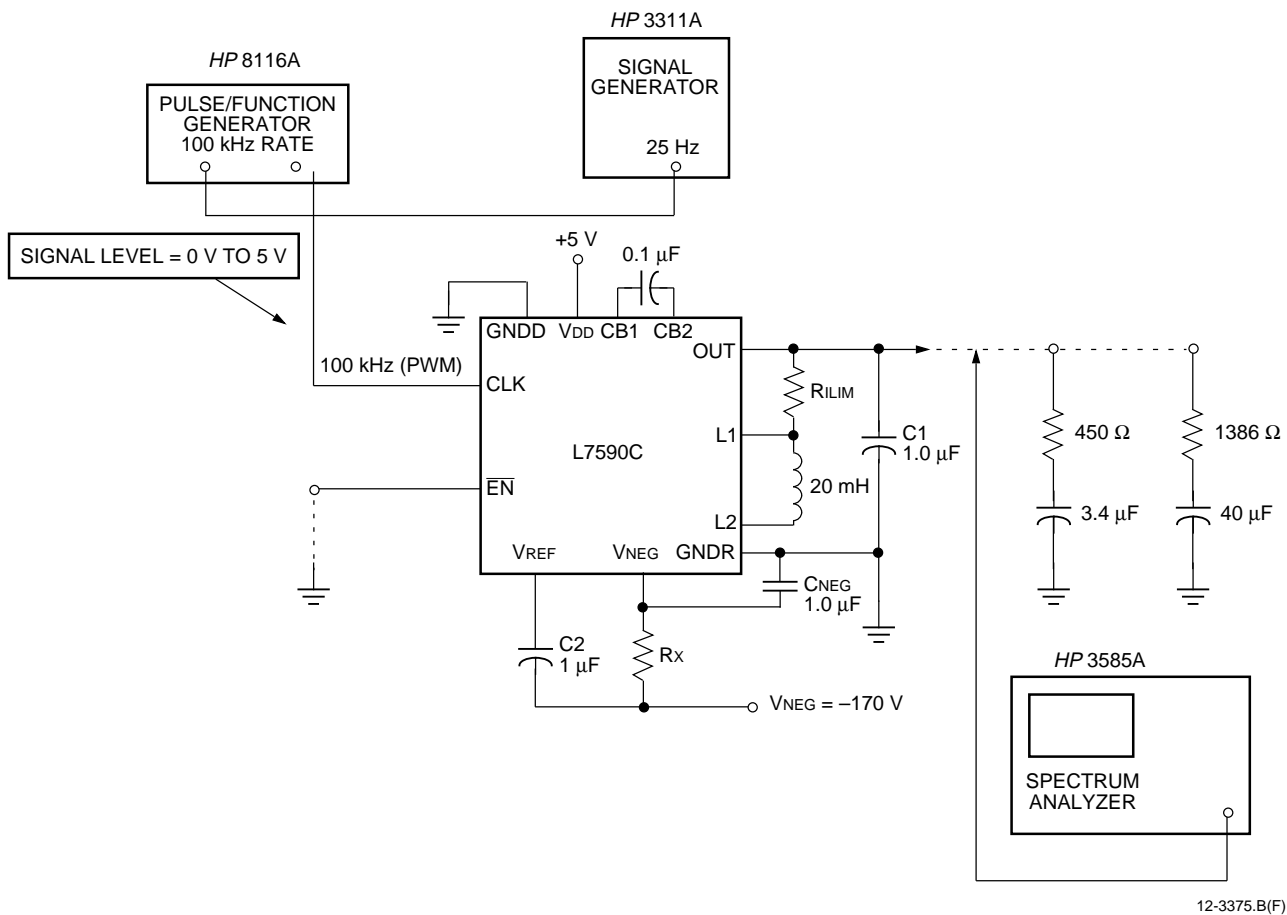 HP 3311A
HP 8116A
SIGNAL
GENERATOR
25 Hz
PULSE/FUNCTION
GENERATOR
100 kHz RATE
SIGNAL LEVEL = 0 V TO 5 V
+5 V
0.1 µF
GNDD
VDD
CB1
CB2
OUT
100 kHz (PWM)
CLK
RILIM
L1
C1
1.0 µF
450 Ω
1386 Ω
L7590C
20 mH
EN
3.4 µF
40 µF
L2
VREF
VNEG
GNDR
CNEG
1.0 µF
C2
1 µF
RX
VNEG = –170 V
HP 3585A
SPECTRUM
ANALYZER
12-3375.B(F)